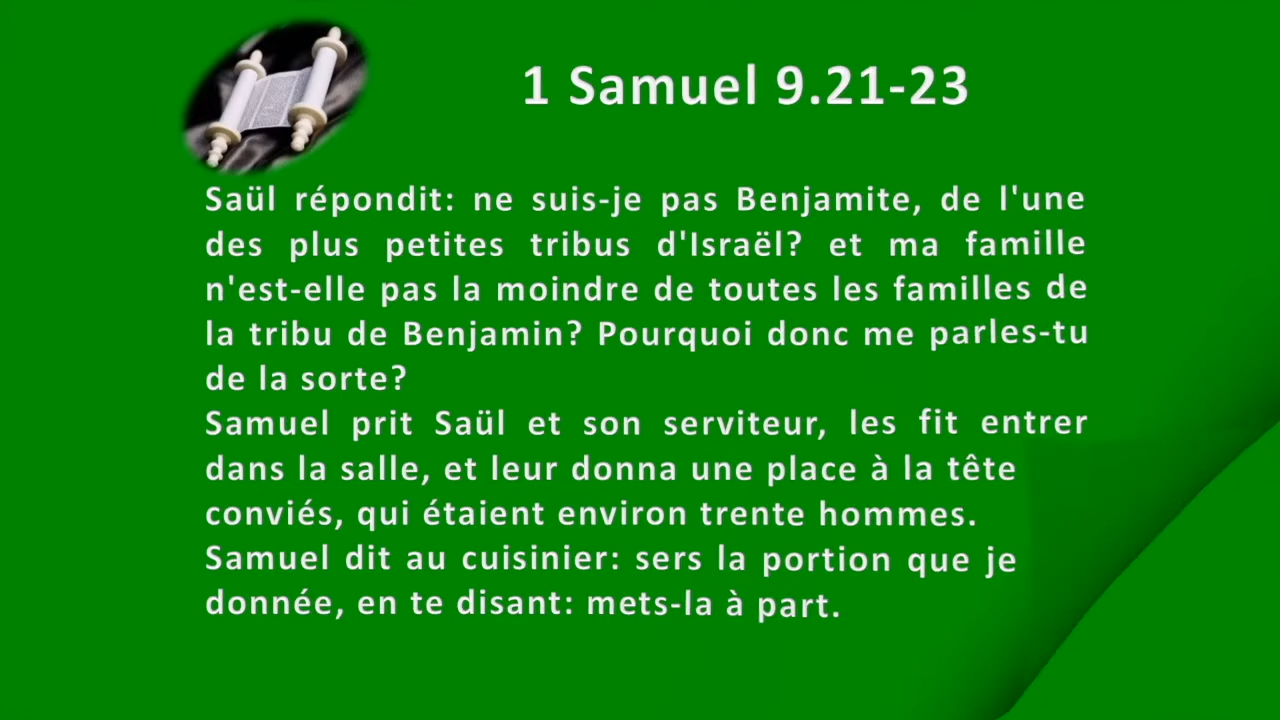 1 Samuel 9.21-23
Saül répondit: ne suis-je pas Benjamite, de l'une
des plus petites tribus d'Israël? et ma famille
n'est-elle pas la moindre de toutes les familles de
la tribu de Benjamin? Pourquoi donc me parles-tu
de la sorte?
Samuel prit Saül et son serviteur, les fit entrer
dans la salle, et leur donna une place à la tête
conviés, qui étaient environ trente hommes.
Samuel dit au cuisinier: sers la portion que je
donnée, en te disant: mets-la à part.